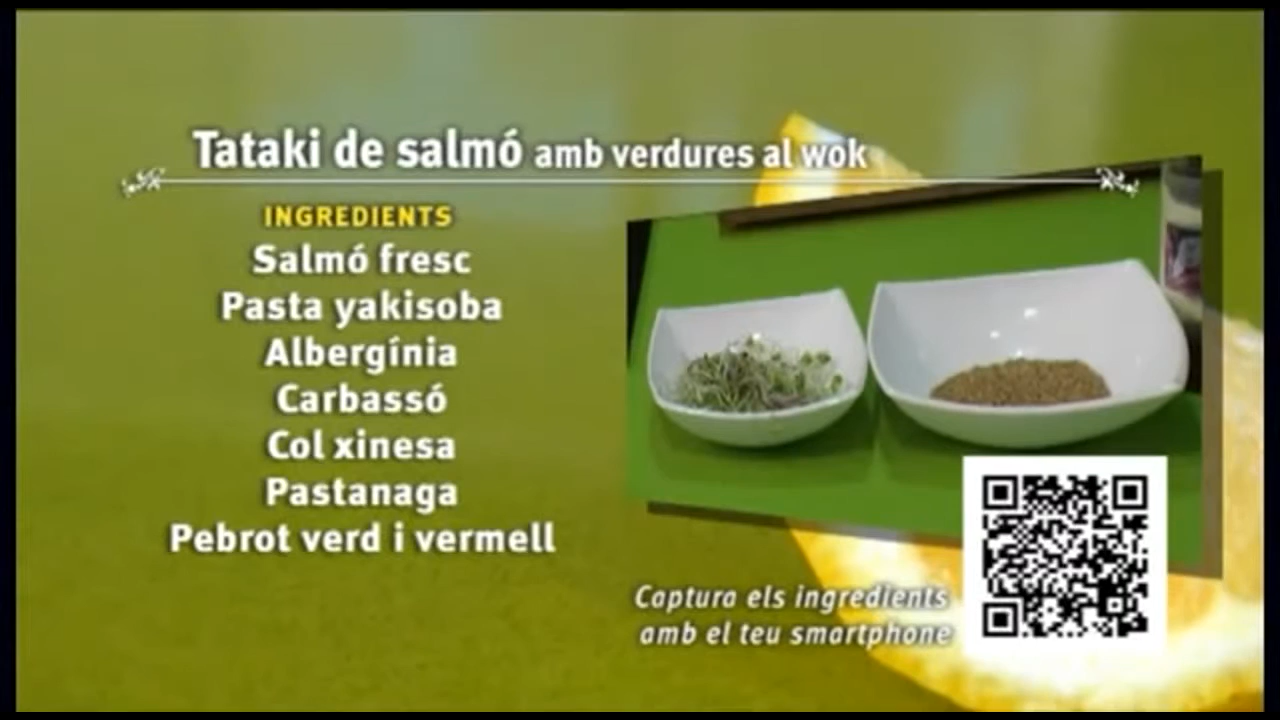 Tataki de salmó amb verdures al wok
INGREDIENTS
Salmó fresc
Pasta yakisoba
Albergínia
Carbassó
Col xinesa
Pastanaga
Pebrot verd i vermell
Captura els ingredients
amb el teu smartphone